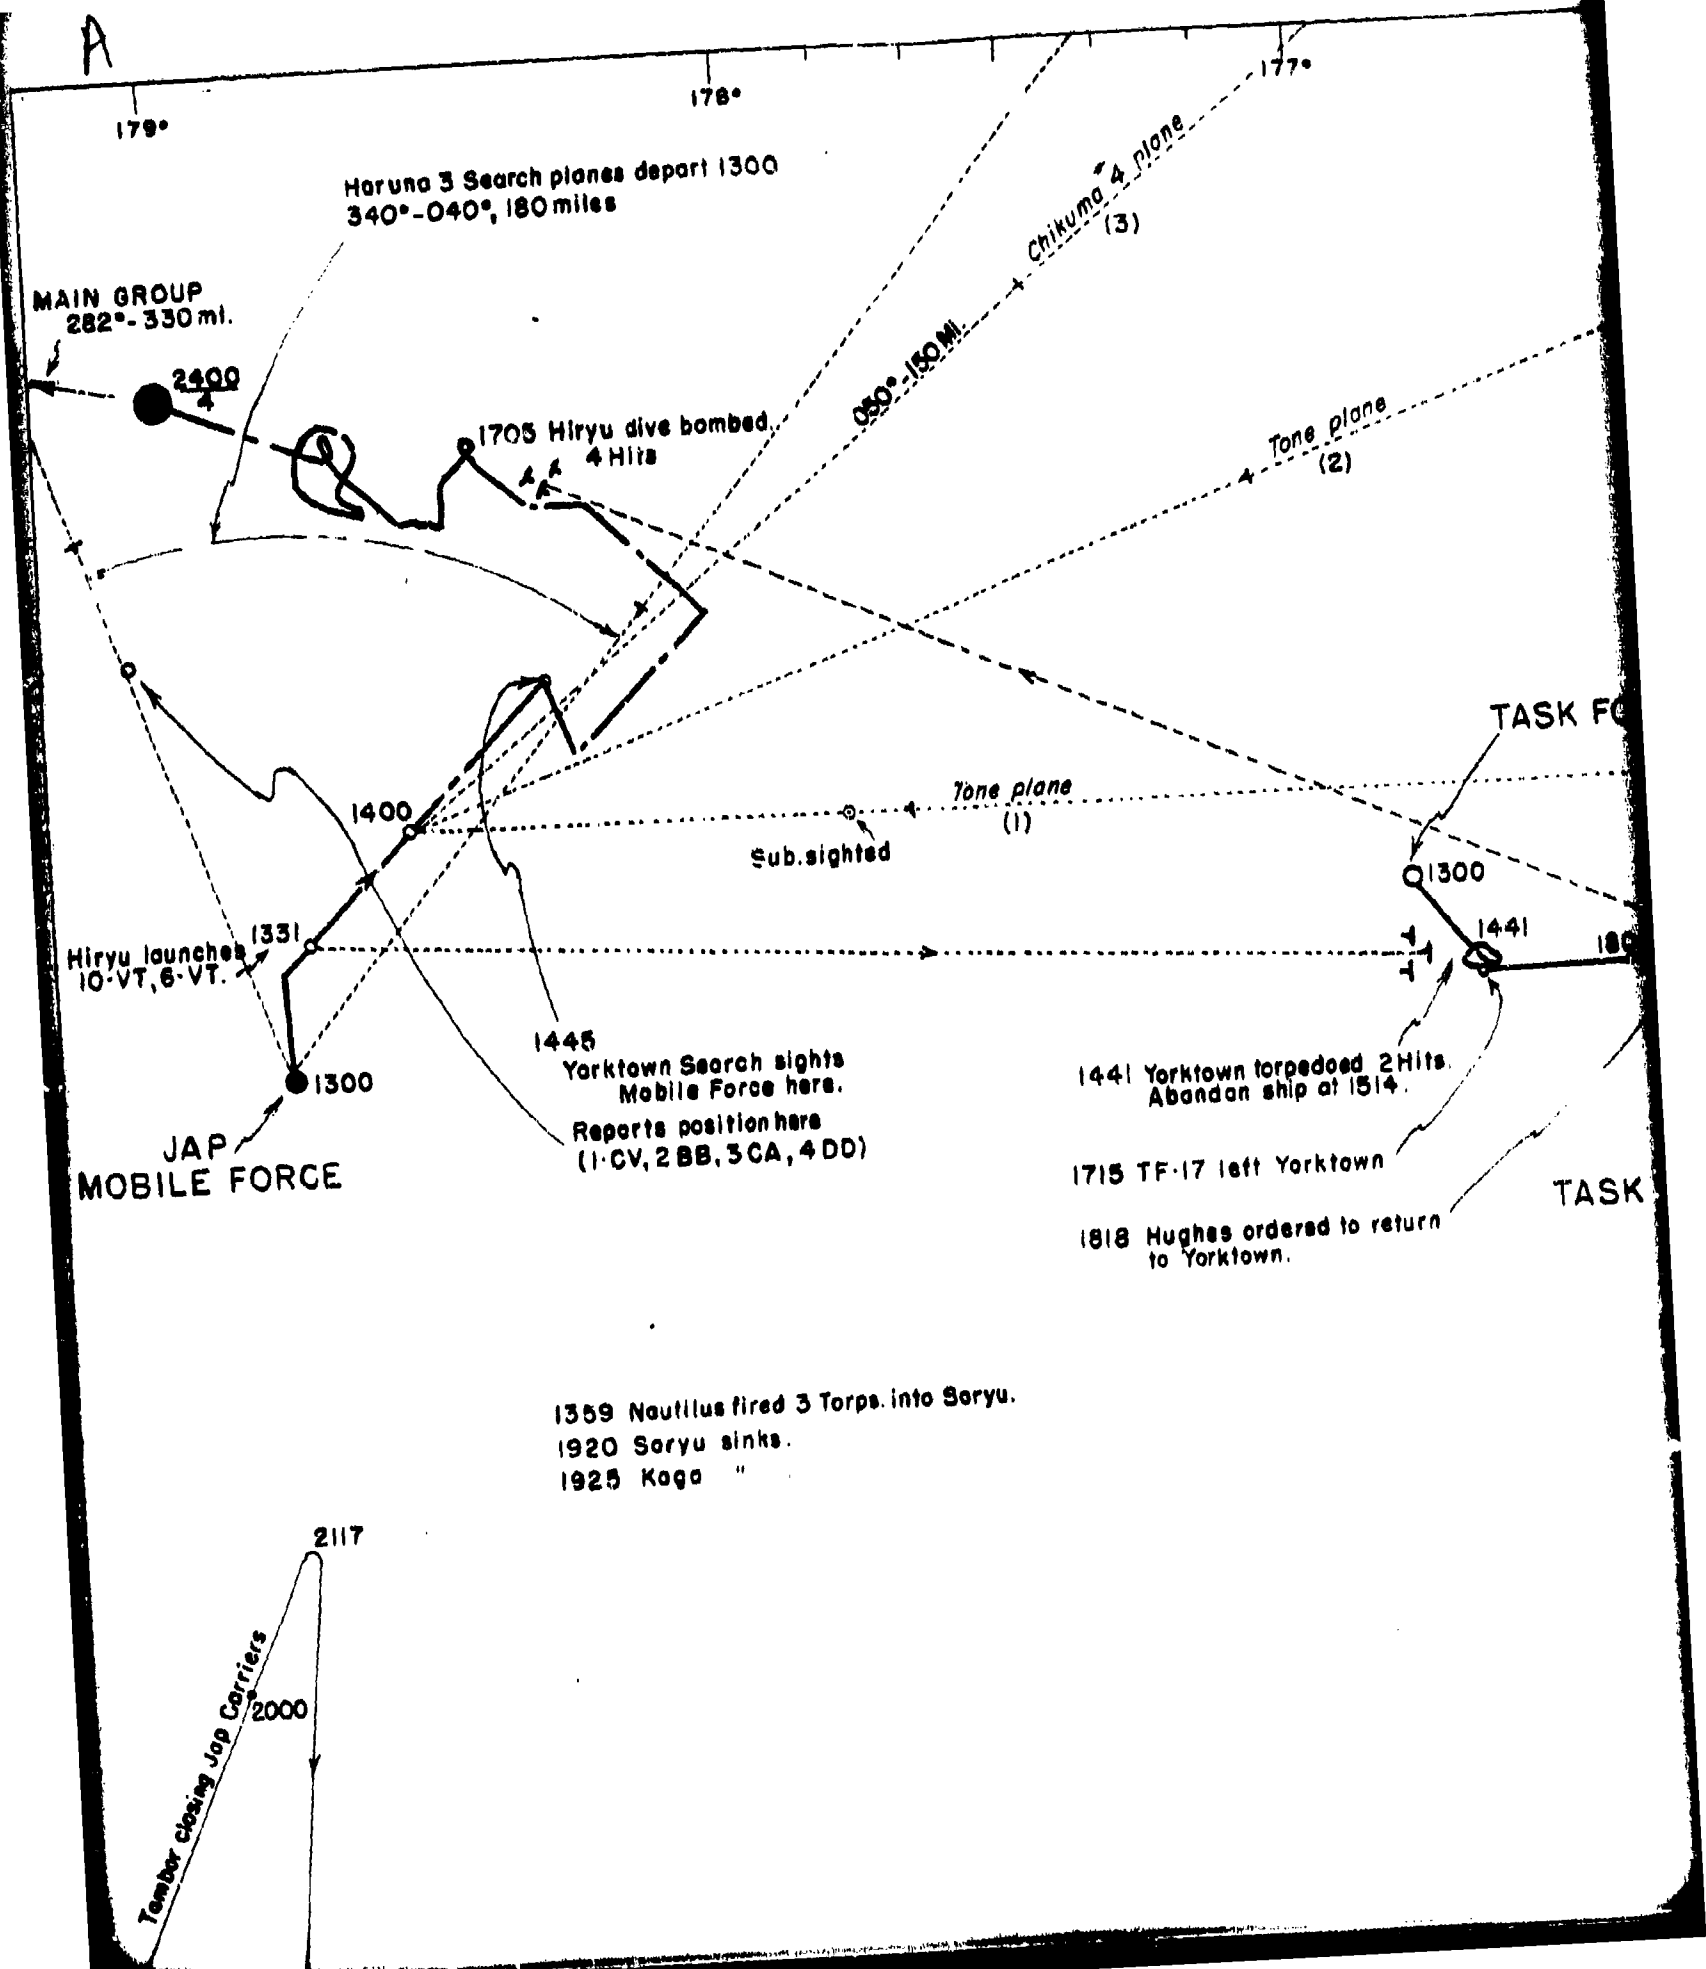 A
179°
178°
177°
Haruna 3 Search planes depart 1300
340°-040°, 180 miles
Chikuma #4 plane
(3)
MAIN GROUP
282°-330 mi.
2400
4
050°-150 Mi.
1705 Hiryu dive bombed.
4 Hits
Tone plane
(2)
TASK FO
1400
Tone plane
(1)
Sub. sighted
1300
1441
180
Hiryu launches 1331
10-VT, 6-VT.
1300
JAP
MOBILE FORCE
1445
Yorktown Search sights
Mobile Force here.
Reports position here
(1-CV, 2 BB, 3 CA, 4 DD)
1441 Yorktown torpedoed 2 Hits.
Abandan ship at 1514.
1715 TF-17 left Yorktown
TASK
1818 Hughes ordered to return
to Yorktown.
1359 Nautilus fired 3 Torps. into Soryu.
1920 Soryu sinks.
1925 Kaga "
2117
2000
Tambor closing Jap Carriers